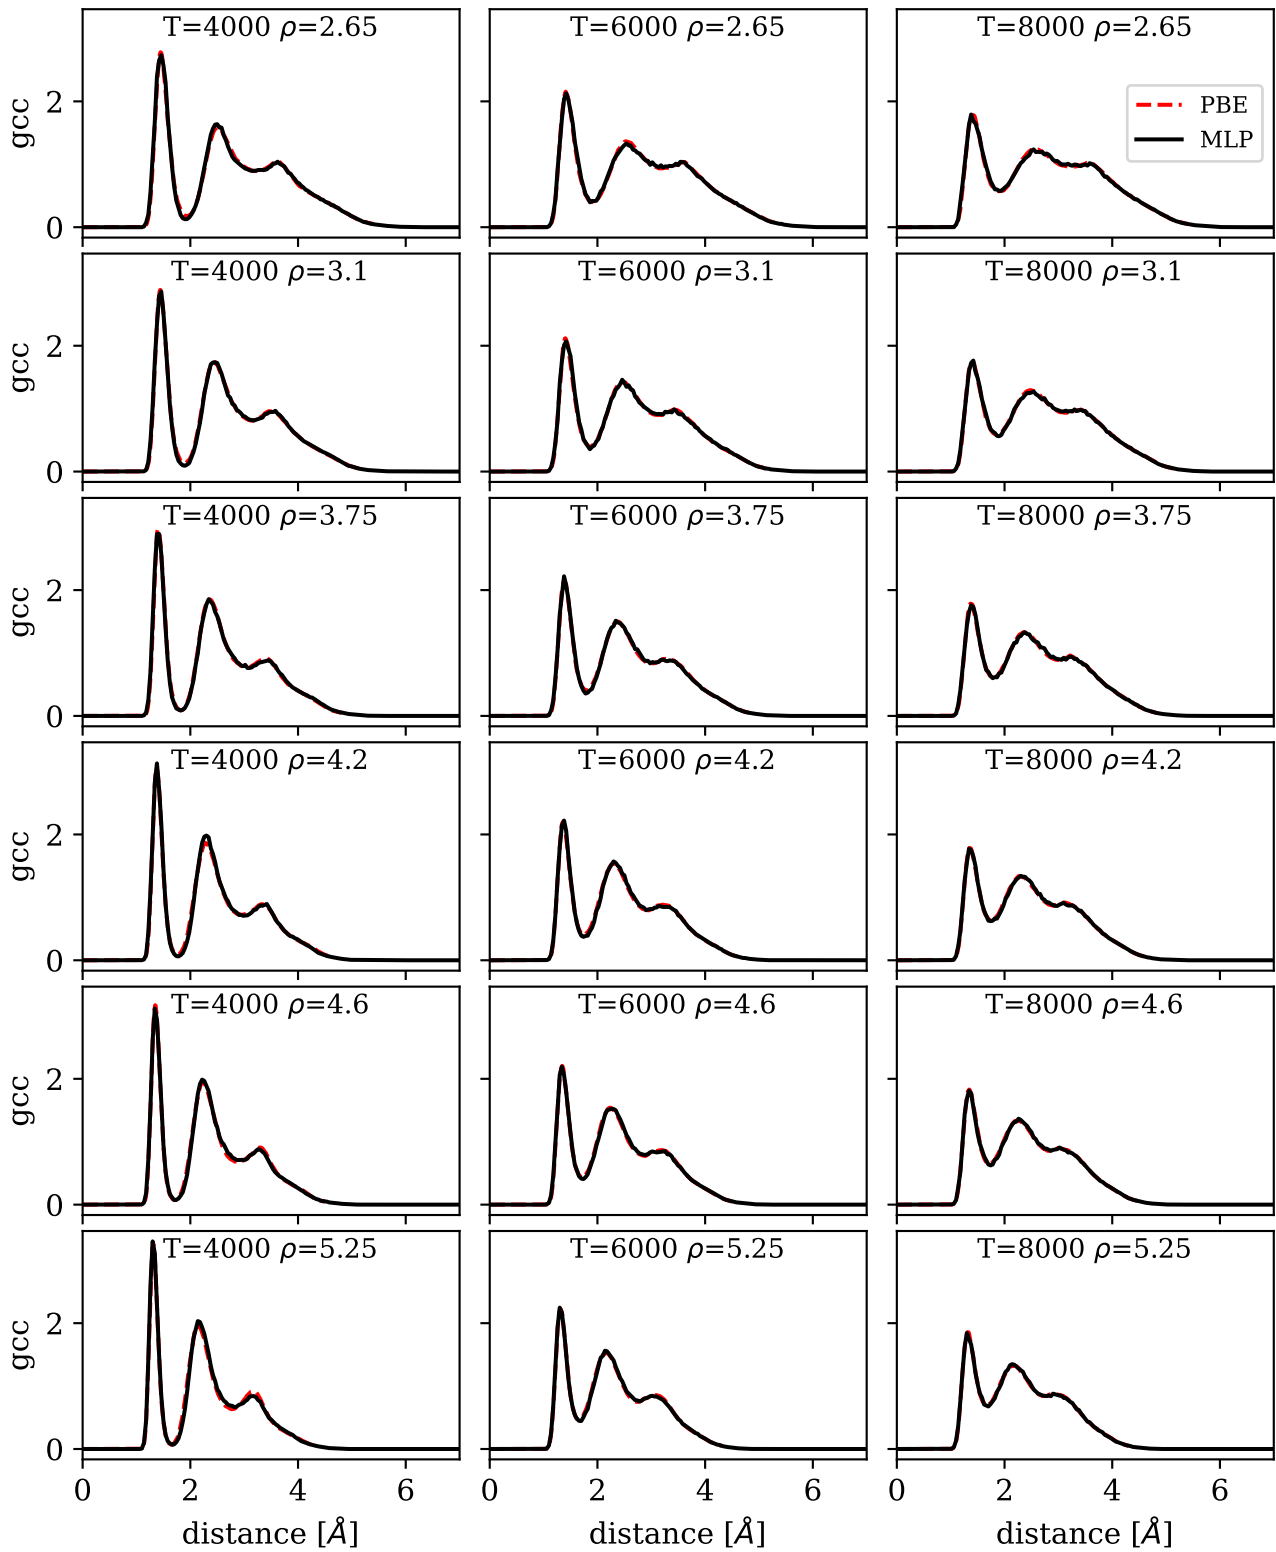 T=4000 ρ=2.65
T=6000 ρ=2.65
T=8000 ρ=2.65
PBE
MLP
gcc
2
0
T=4000 ρ=3.1
T=6000 ρ=3.1
T=8000 ρ=3.1
gcc
2
0
T=4000 ρ=3.75
T=6000 ρ=3.75
T=8000 ρ=3.75
gcc
2
0
T=4000 ρ=4.2
T=6000 ρ=4.2
T=8000 ρ=4.2
gcc
2
0
T=4000 ρ=4.6
T=6000 ρ=4.6
T=8000 ρ=4.6
gcc
2
0
T=4000 ρ=5.25
T=6000 ρ=5.25
T=8000 ρ=5.25
gcc
2
0
0 2 4 6
0 2 4 6
0 2 4 6
distance [Å]
distance [Å]
distance [Å]